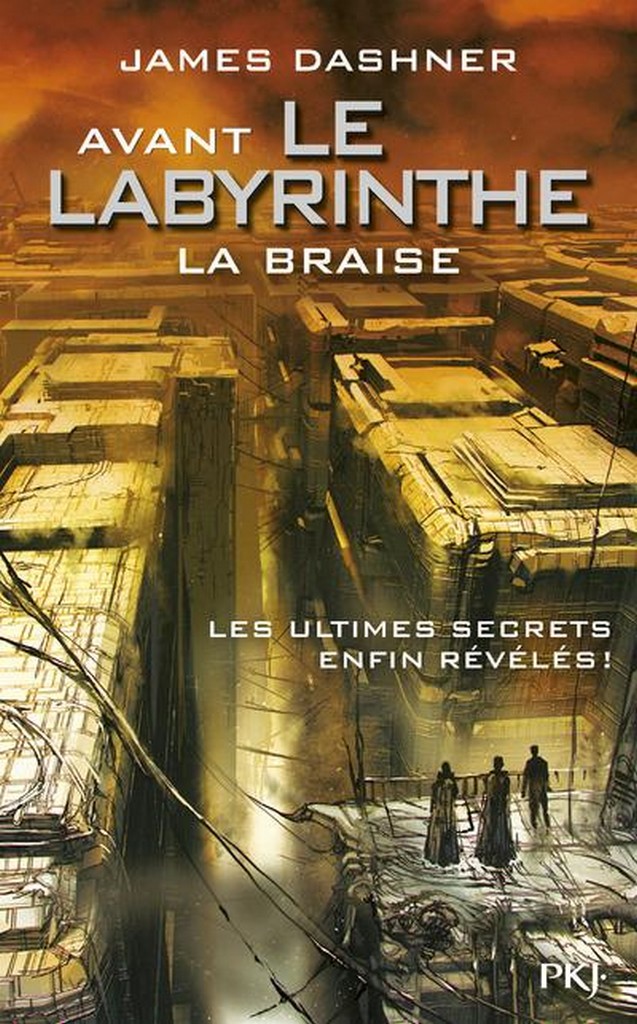 JAMES DASHNER
AVANT LE
LABYRINTHE
LA BRAISE
LES ULTIMES SECRETS
ENFIN RÉVÉLÉS!
PKJ·